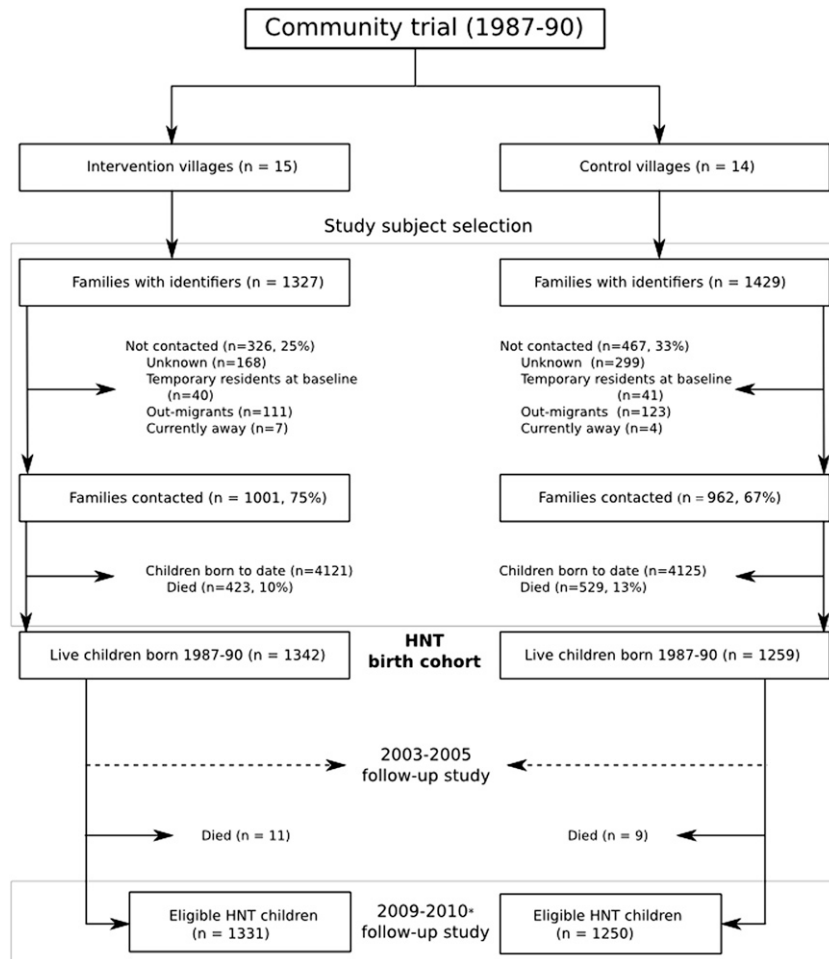 Community trial (1987-90)
Intervention villages (n = 15)
Control villages (n = 14)
Study subject selection
Families with identifiers (n = 1327)
Families with identifiers (n = 1429)
Not contacted (n=326, 25%)
Unknown (n=168)
Temporary residents at baseline
(n=40)
Out-migrants (n=111)
Currently away (n=7)
Not contacted (n=467, 33%)
Unknown (n=299)
Temporary residents at baseline
(n=41)
Out-migrants (n=123)
Currently away (n=4)
Families contacted (n = 1001, 75%)
Families contacted (n = 962, 67%)
Children born to date (n=4121)
Died (n=423, 10%)
Children born to date (n=4125)
Died (n=529, 13%)
HNT
birth cohort
Live children born 1987-90 (n = 1342)
Live children born 1987-90 (n = 1259)
2003-2005
follow-up study
Died (n = 11)
Died (n = 9)
Eligible HNT children
(n = 1331)
2009-2010*
follow-up study
Eligible HNT children
(n = 1250)